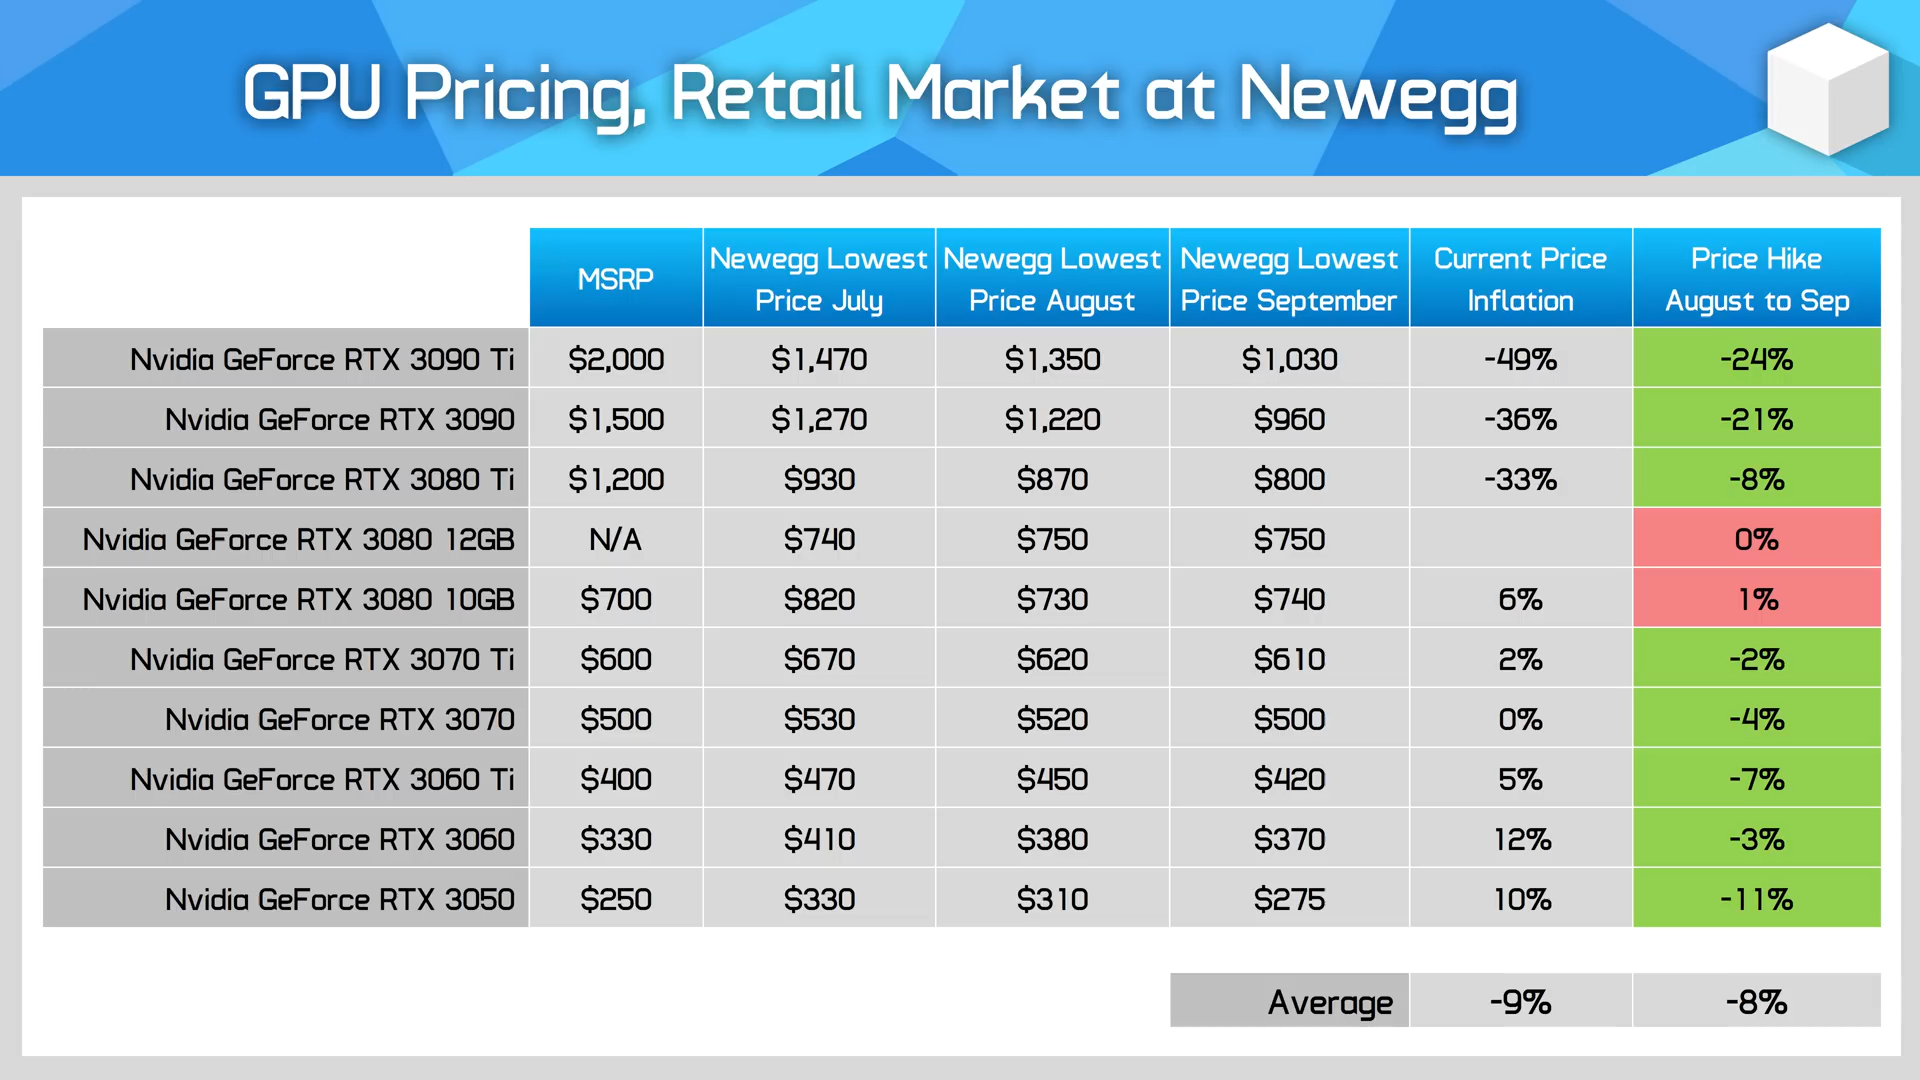 GPU Pricing, Retail Market at Newegg
MSRP Newegg Lowest Price July Newegg Lowest Price August Newegg Lowest Price September Current Price Inflation Price Hike August to Sep
Nvidia GeForce RTX 3090 Ti $2,000 $1,470 $1,350 $1,030 -49% -24%
Nvidia GeForce RTX 3090 $1,500 $1,270 $1,220 $960 -36% -21%
Nvidia GeForce RTX 3080 Ti $1,200 $930 $870 $800 -33% -8%
Nvidia GeForce RTX 3080 12GB N/A $740 $750 $750 0%
Nvidia GeForce RTX 3080 10GB $700 $820 $730 $740 6% 1%
Nvidia GeForce RTX 3070 Ti $600 $670 $620 $610 2% -2%
Nvidia GeForce RTX 3070 $500 $530 $520 $500 0% -4%
Nvidia GeForce RTX 3060 Ti $400 $470 $450 $420 5% -7%
Nvidia GeForce RTX 3060 $330 $410 $380 $370 12% -3%
Nvidia GeForce RTX 3050 $250 $330 $310 $275 10% -11%
Average -9% -8%